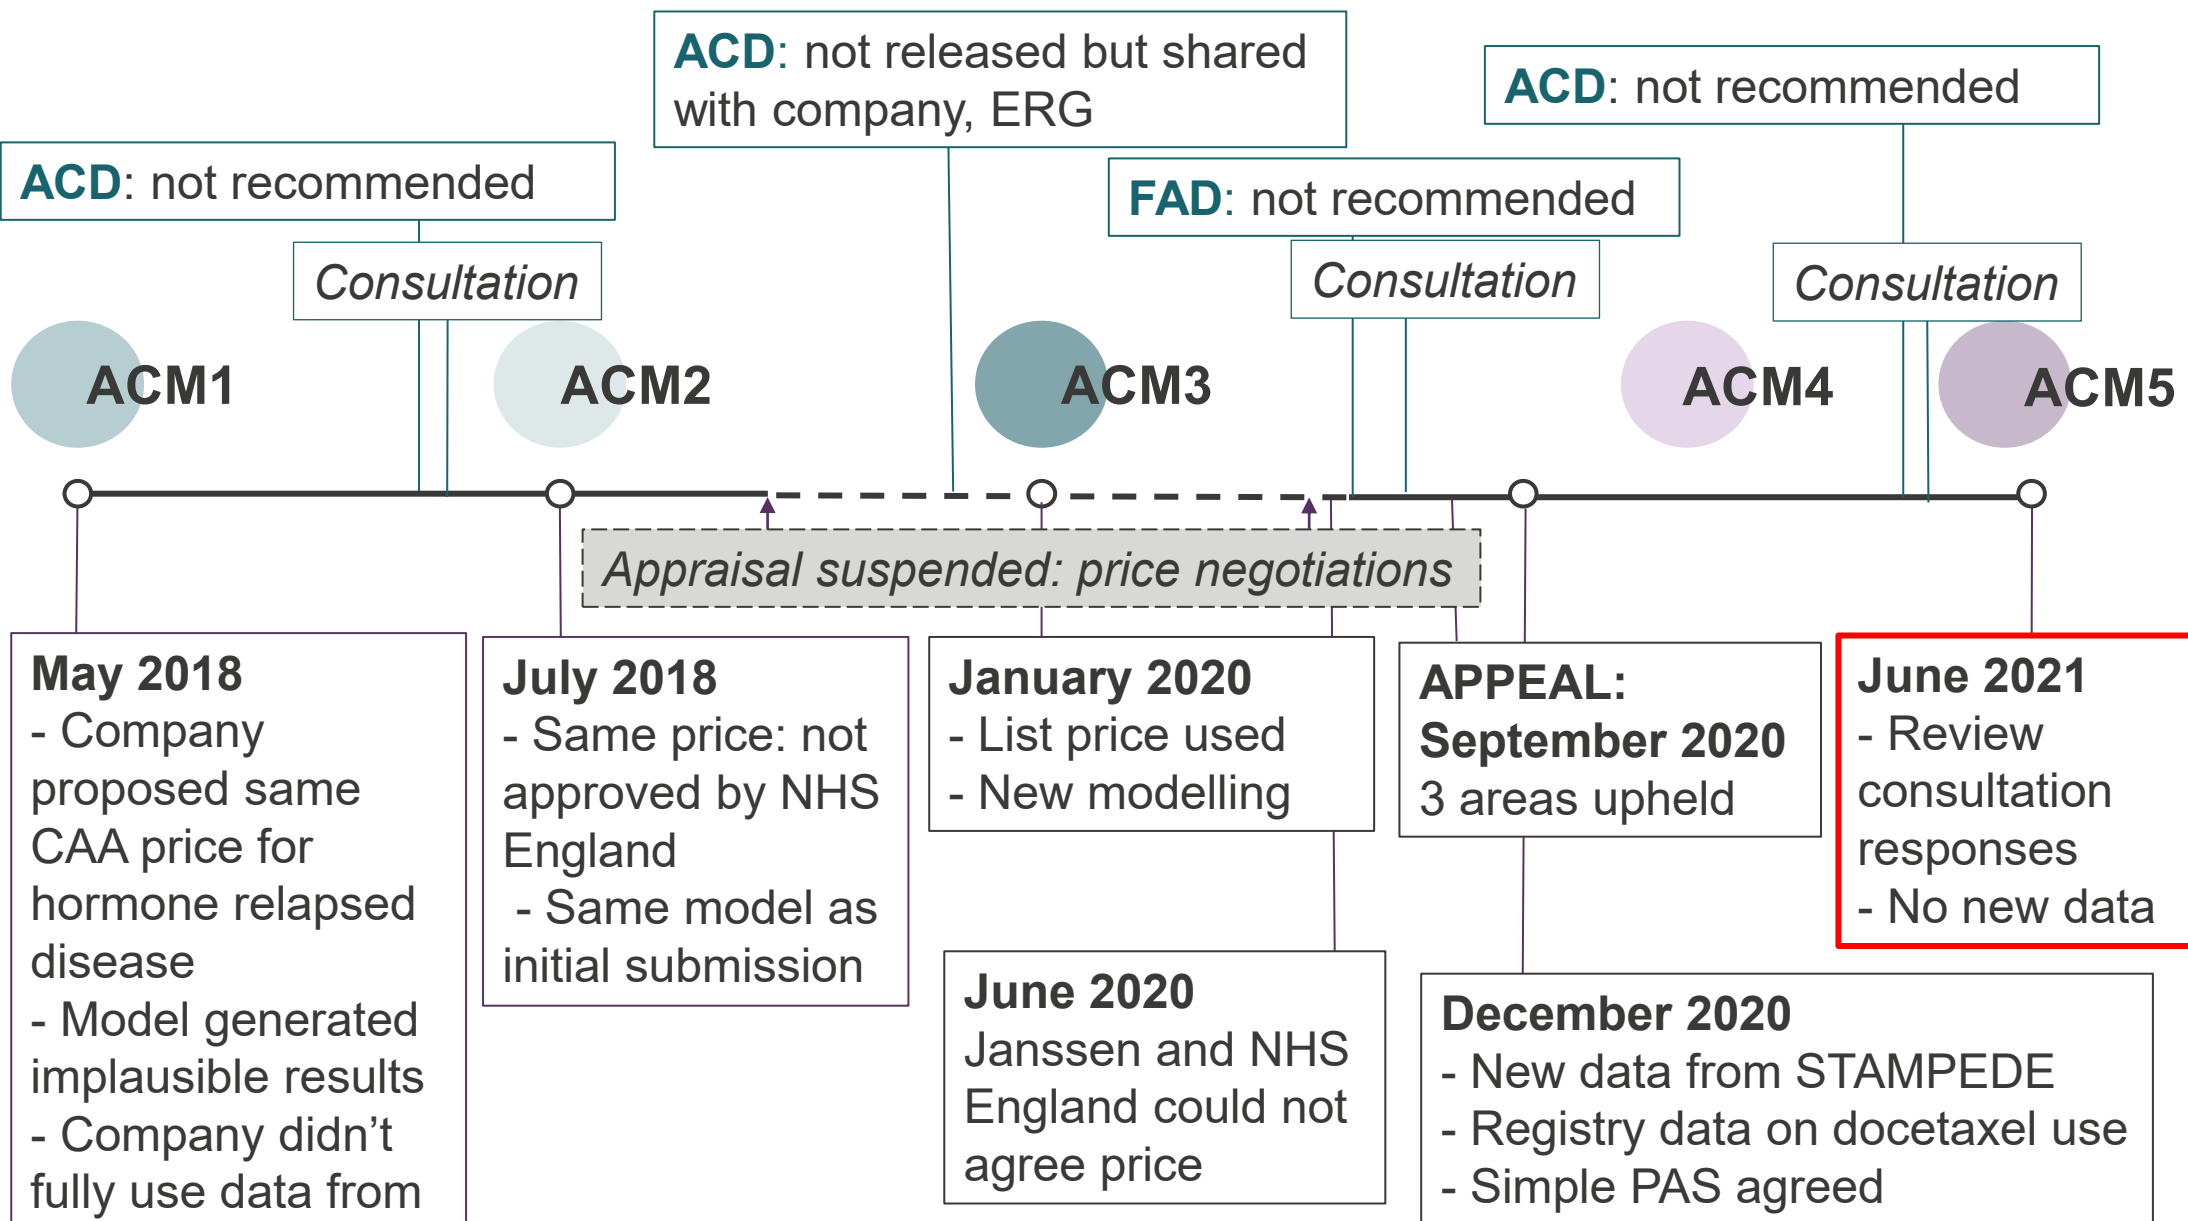 ACD: not released but shared
with company, ERG
ACD: not recommended
ACD: not recommended
FAD: not recommended
Consultation
Consultation
Consultation
ACM1
ACM2
ACM3
ACM4
ACM5
Appraisal suspended: price negotiations
May 2018
- Company
proposed same
CAA price for
hormone relapsed
disease
- Model generated
implausible results
- Company didn’t
fully use data from
July 2018
- Same price: not
approved by NHS
England
- Same model as
initial submission
January 2020
- List price used
- New modelling
June 2020
Janssen and NHS
England could not
agree price
APPEAL:
September 2020
3 areas upheld
December 2020
- New data from STAMPEDE
- Registry data on docetaxel use
- Simple PAS agreed
June 2021
- Review
consultation
responses
- No new data